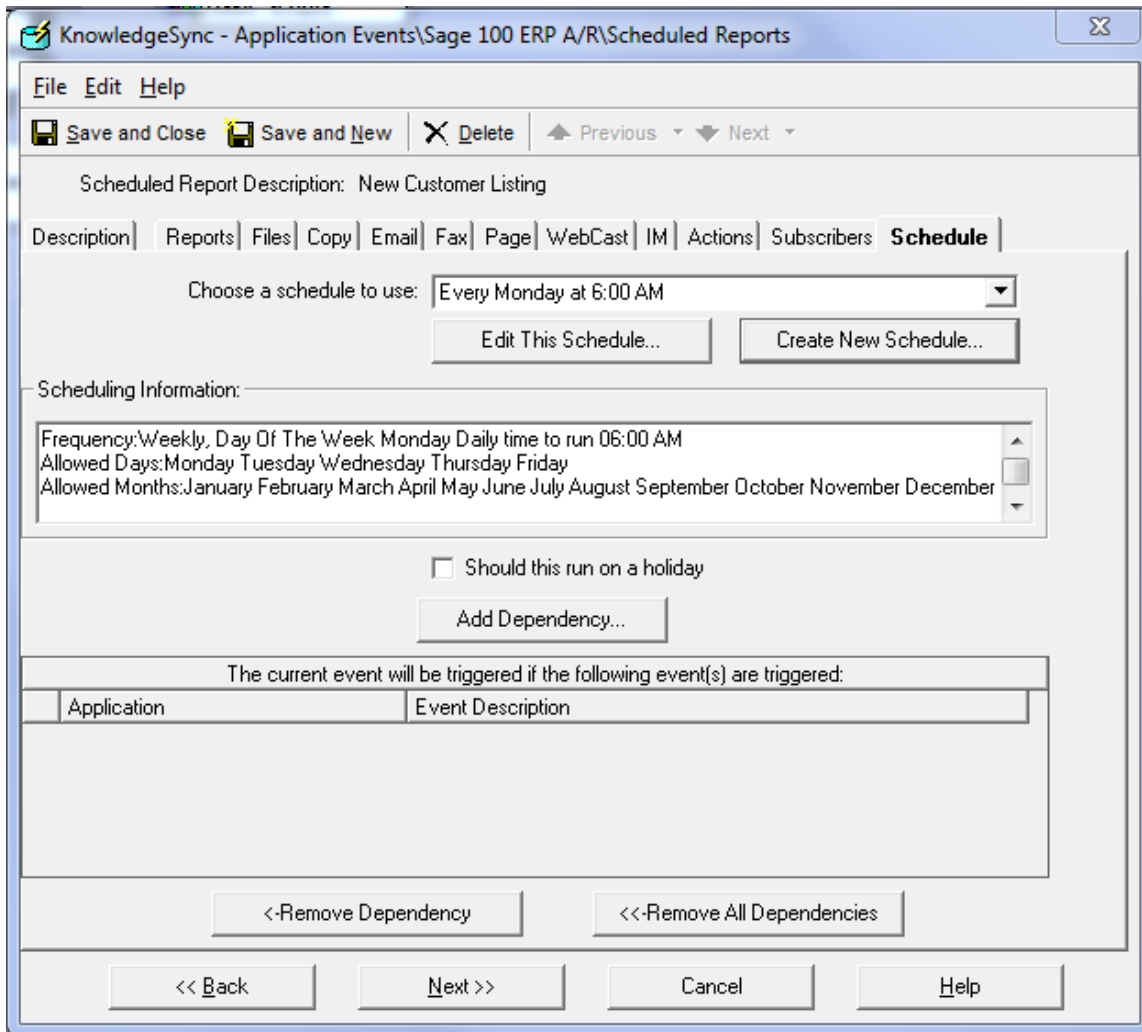 KnowledgeSync - Application Events\Sage 100 ERP A/R\Scheduled Reports
File Edit Help
Save and Close Save and New Delete Previous Next
Scheduled Report Description: New Customer Listing
Description Reports Files Copy Email Fax Page WebCast IM Actions Subscribers Schedule
Choose a schedule to use: Every Monday at 6:00 AM
Edit This Schedule... Create New Schedule...
Scheduling Information:
Frequency:Weekly, Day Of The Week Monday Daily time to run 06:00 AM
Allowed Days:Monday Tuesday Wednesday Thursday Friday
Allowed Months:January February March April May June July August September October November December
Should this run on a holiday
Add Dependency...
The current event will be triggered if the following event(s) are triggered:
Application Event Description
<-Remove Dependency <<-Remove All Dependencies
<< Back Next >> Cancel Help